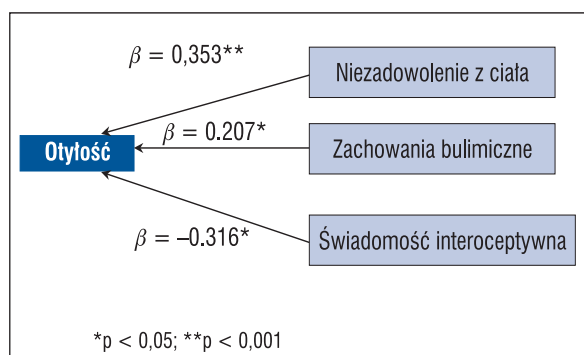 β = 0,353**
Niezadowolenie z ciała
Otyłość
β = 0.207*
Zachowania bulimiczne
β = –0.316*
Świadomość interoceptywna
*p < 0,05; **p < 0,001